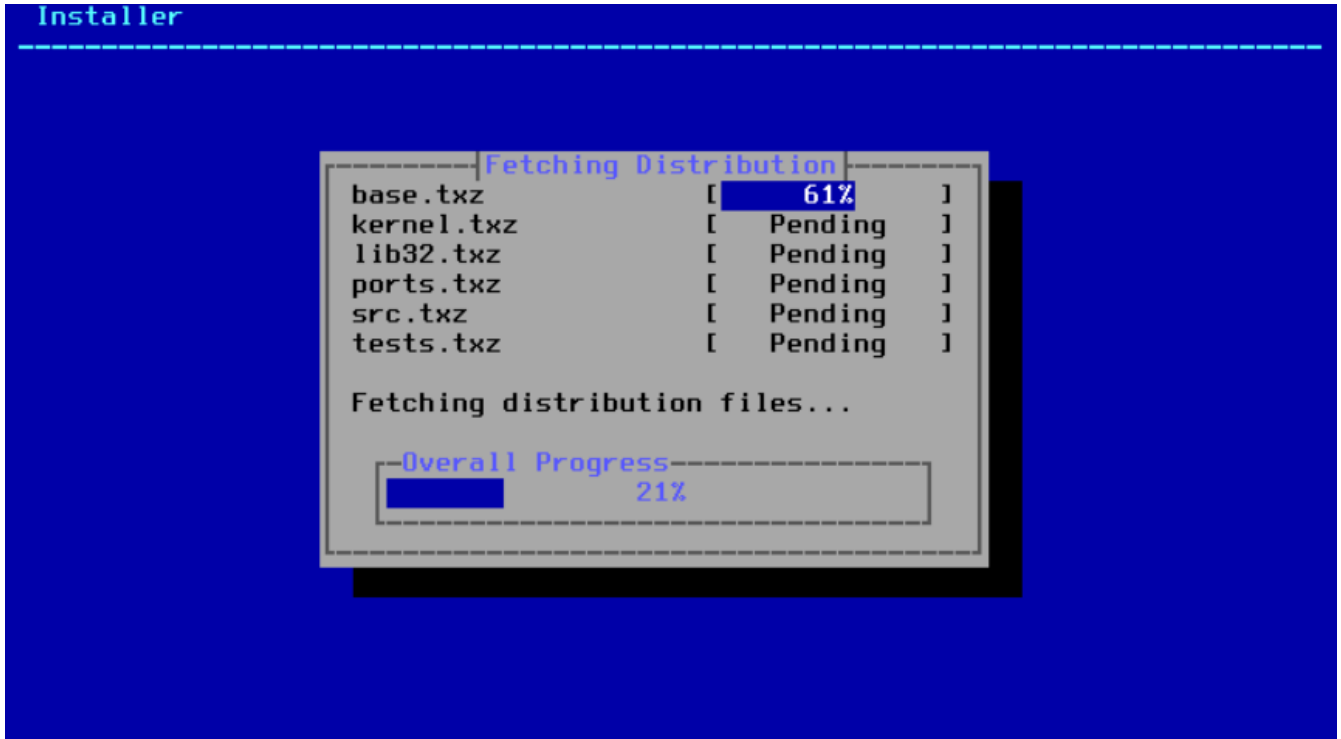 Installer
Fetching Distribution
base.txz [ 61% ]
kernel.txz [ Pending ]
lib32.txz [ Pending ]
ports.txz [ Pending ]
src.txz [ Pending ]
tests.txz [ Pending ]
Fetching distribution files...
Overall Progress
21%